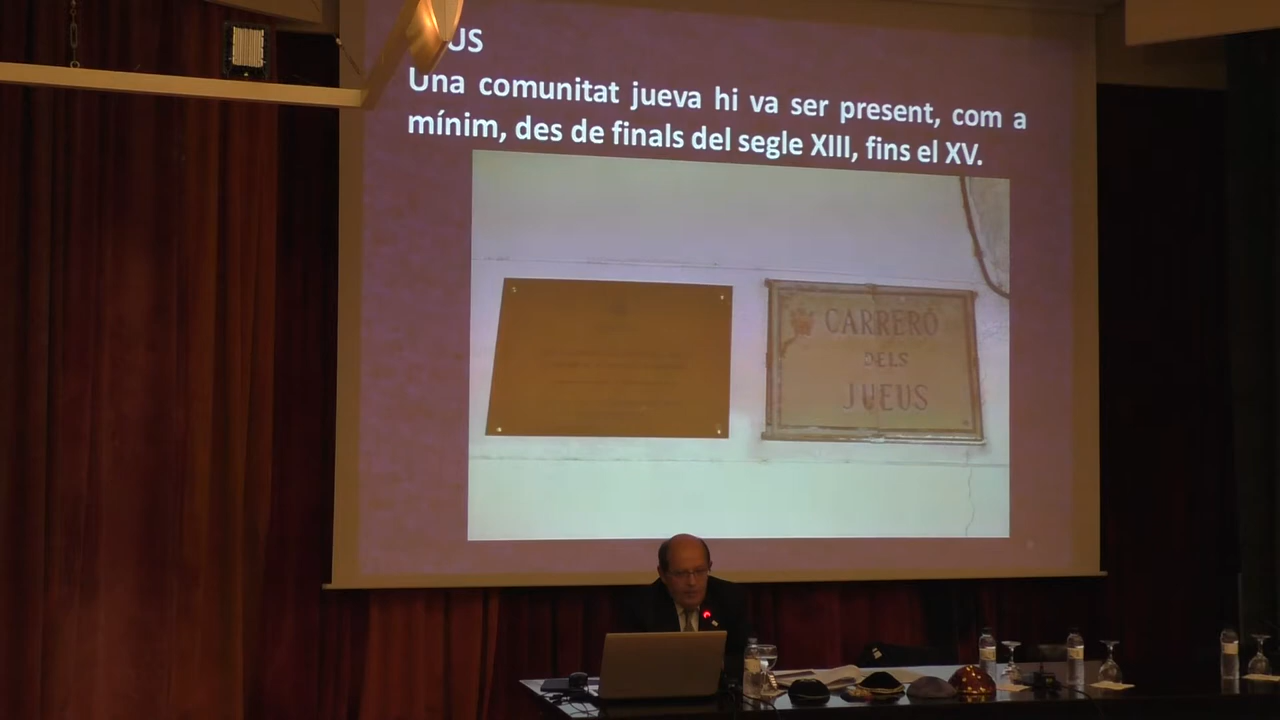 US
Una comunitat jueva hi va ser present, com a
mínim, des de finals del segle XIII, fins el XV.
CARRERÓ
DELS
JUEUS